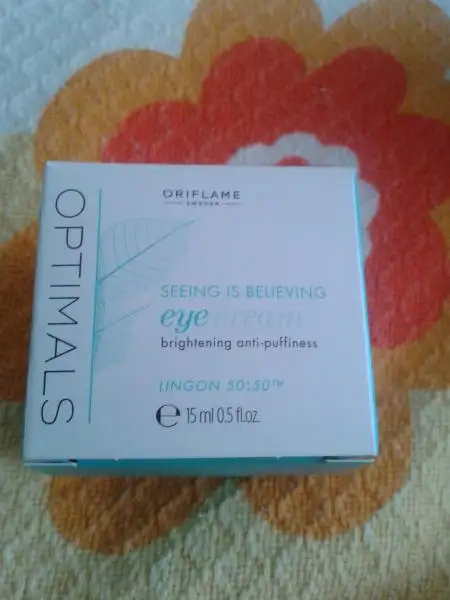 ORIFLAME
SWEDEN
OPTIMALS
SEEING IS BELIEVING
eye cream
brightening anti-puffiness
LINGON 50:50™
℮ 15 ml 0.5 fl.oz.